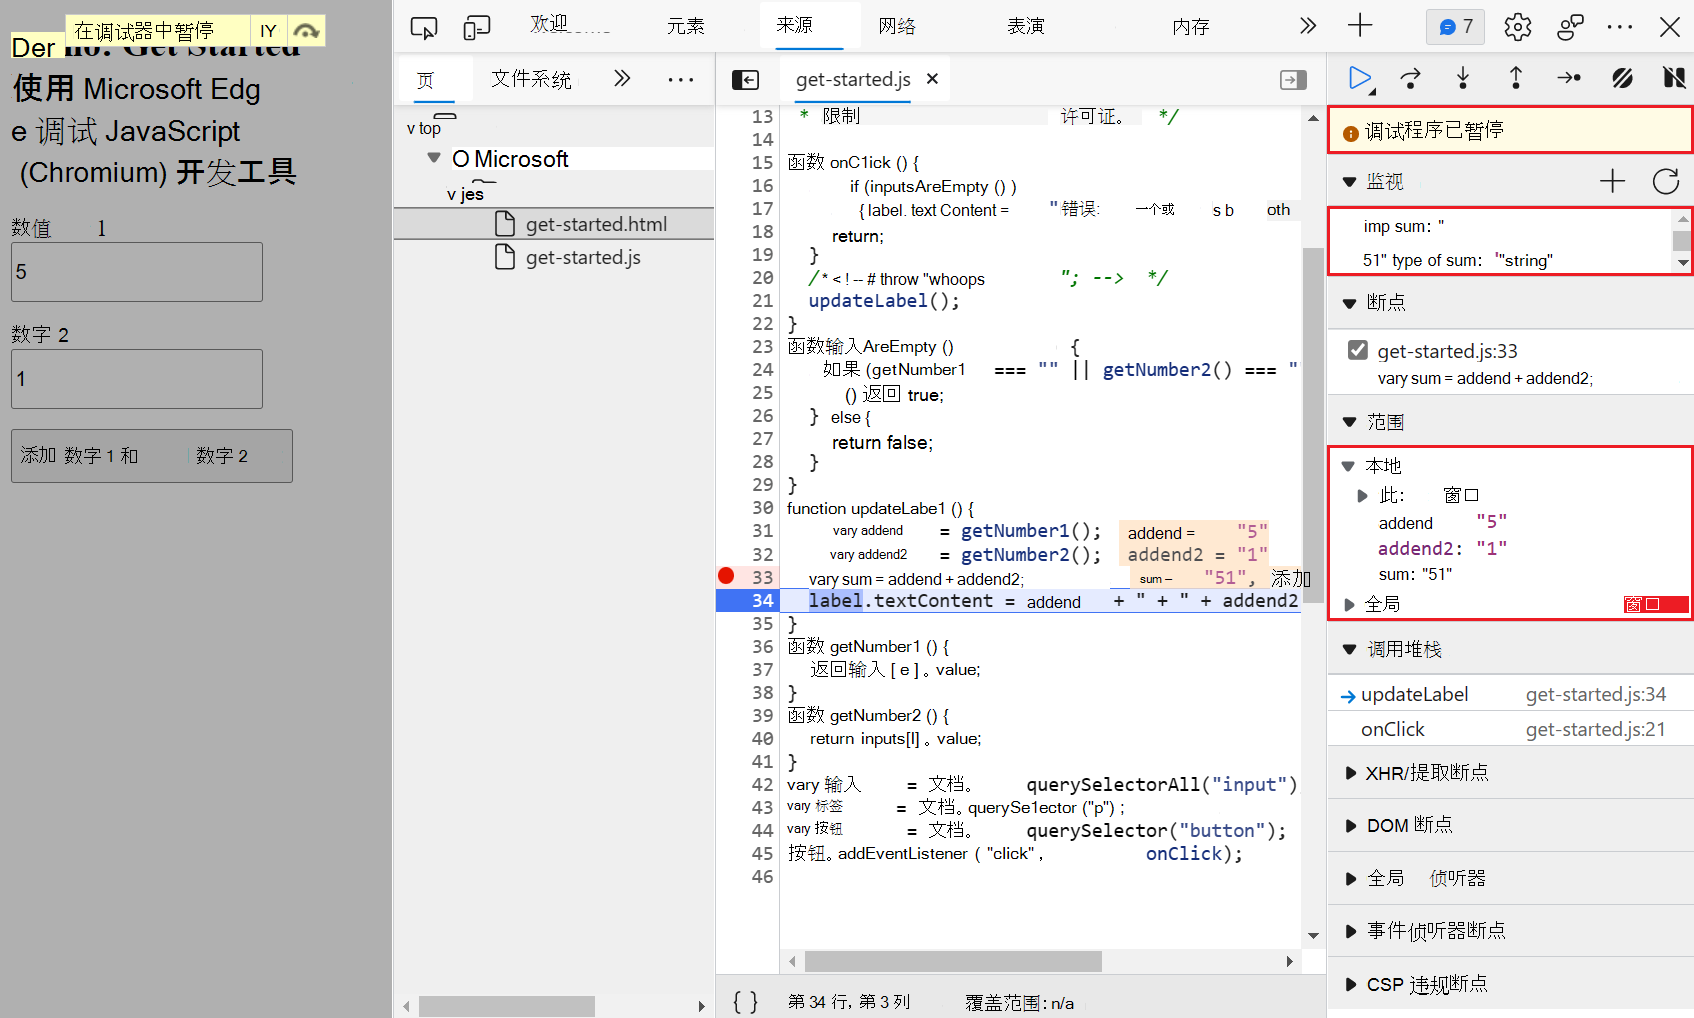 在调试器中暂停 IY
Der no: Get Started
使用 Microsoft Edg
e 调试 JavaScript
(Chromium) 开发工具
数值 1
5
数字 2
1
添加 数字 1 和 数字 2
欢迎 元素 来源 网络 表演 内存 7
页 文件系统
v top
O Microsoft
v jes
get-started.html
get-started.js
get-started.js
13 * 限制 许可证。 */
14
15 函数 onC1ick () {
16 if (inputsAreEmpty () )
17 { label. text Content = "错误: 一个或 s b oth
18 return;
19 }
20 /* < ! -- # throw "whoops "; --> */
21 updateLabel();
22 }
23 函数输入AreEmpty () {
24 如果 (getNumber1 === "" || getNumber2() === "
25 () 返回 true;
26 } else {
27 return false;
28 }
29 }
30 function updateLabe1 () {
31 vary addend = getNumber1(); addend = "5"
32 vary addend2 = getNumber2(); addend2 = "1"
33 vary sum = addend + addend2; sum – "51", 添加
34 label.textContent = addend + " + " + addend2
35 }
36 函数 getNumber1 () {
37 返回输入 [ e ] 。value;
38 }
39 函数 getNumber2 () {
40 return inputs[I] 。value;
41 }
42 vary 输入 = 文档。 querySelectorAll("input")
43 vary 标签 = 文档。querySe1ector ("p") ;
44 vary 按钮 = 文档。 querySelector("button");
45 按钮。addEventListener ( "click" , onClick);
46
{ } 第 34 行, 第 3 列 覆盖范围: n/a
调试程序已暂停
监视
imp sum: "
51" type of sum: '"string"
断点
get-started.js:33
vary sum = addend + addend2;
范围
本地
此: 窗口
addend "5"
addend2: "1"
sum: "51"
全局 窗口
调用堆栈
updateLabel get-started.js:34
onClick get-started.js:21
XHR/提取断点
DOM 断点
全局 侦听器
事件侦听器断点
CSP 违规断点